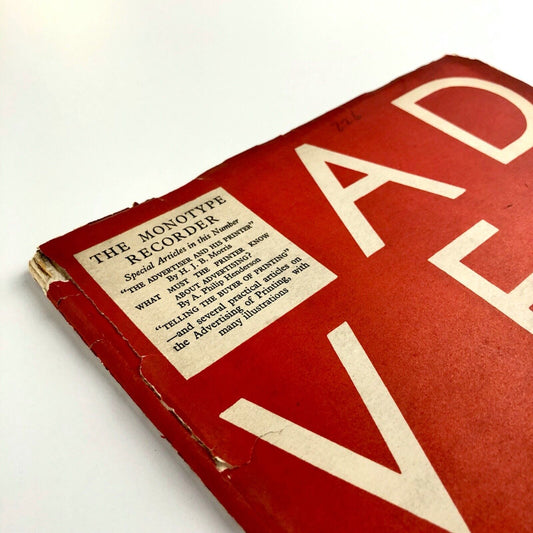 THE MONOTYPE
RECORDER
Special Articles in this Number
"THE ADVERTISER AND HIS PRINTER"
By H. J. B. Morris
WHAT MUST THE PRINTER KNOW
ABOUT ADVERTISING?
By A. Philip Henderson
"TELLING THE BUYER OF PRINTING"
—and several practical articles on
the Advertising of Printing, with
many illustrations
AD
VE